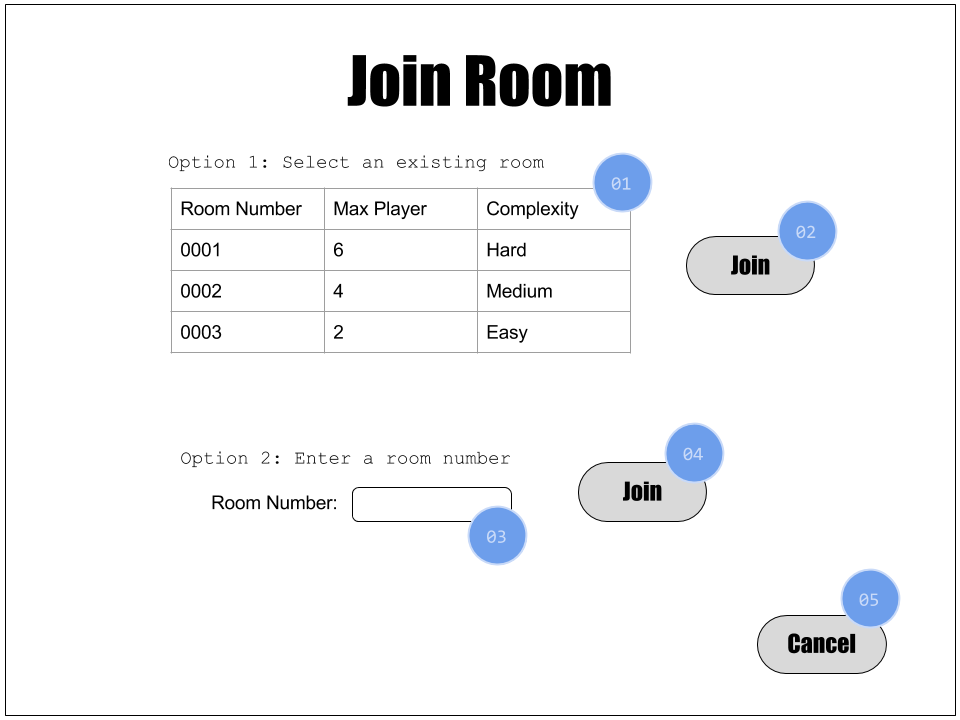 Join Room
Option 1: Select an existing room
01
Room Number Max Player Complexity
0001 6 Hard
0002 4 Medium
0003 2 Easy
02
Join
Option 2: Enter a room number
Room Number:
03
04
Join
05
Cancel